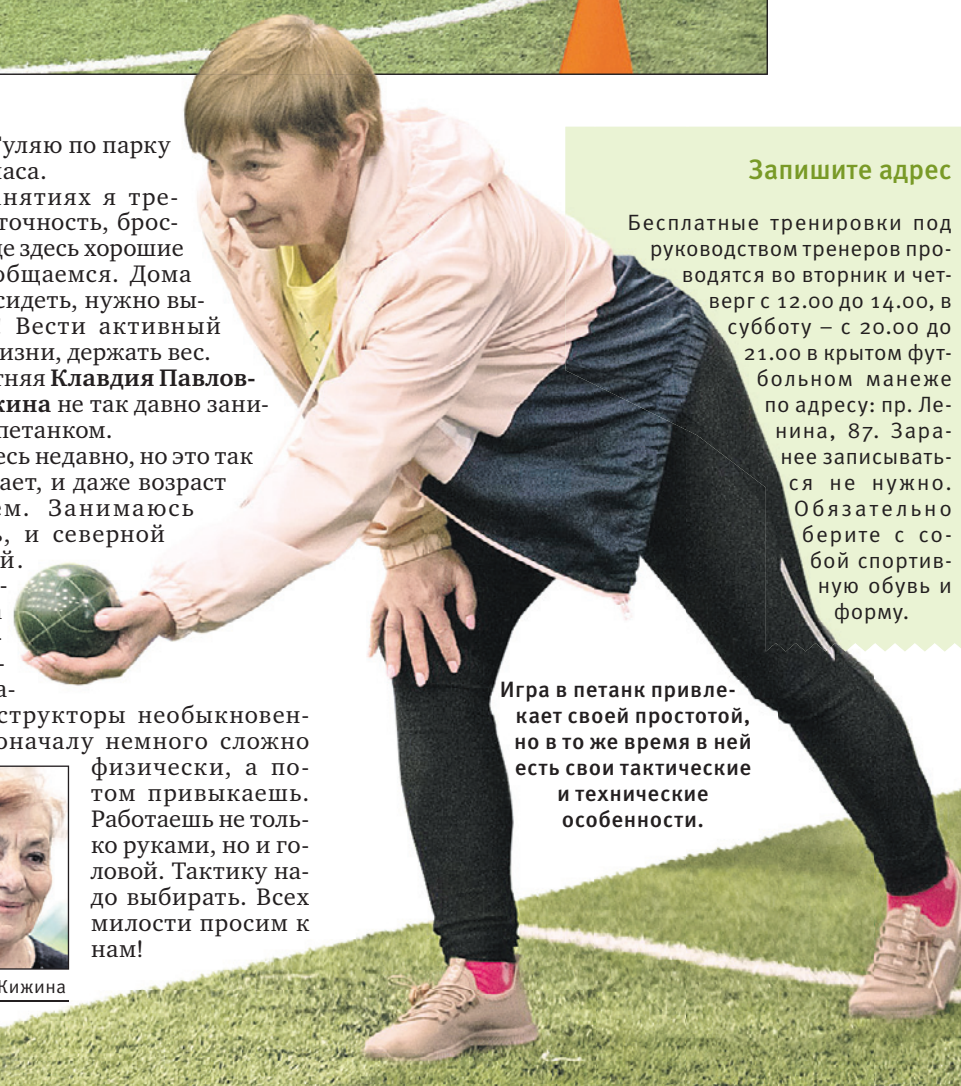 Гуляю по парку
часа.
нятиях я тре-
точность, брос-
де здесь хорошие
общаемся. Дома
сидеть, нужно вы-
Вести активный
изни, держать вес.
тняя Клавдия Павлов-
кина не так давно зани-
петанком.
есь недавно, но это так
ает, и даже возраст
ем. Занимаюсь
ь, и северной
й.
а-
структоры необыкновен-
оначалу немного сложно
физически, а по-
том привыкаешь.
Работаешь не толь-
ко руками, но и го-
ловой. Тактику на-
до выбирать. Всех
милости просим к
нам!
Кижина
Игра в петанк привле-
кает своей простотой,
но в то же время в ней
есть свои тактические
и технические
особенности.
Запишите адрес
Бесплатные тренировки под
руководством тренеров про-
водятся во вторник и чет-
верг с 12.00 до 14.00, в
субботу – с 20.00 до
21.00 в крытом фут-
больном манеже
по адресу: пр. Ле-
нина, 87. Зара-
нее записывать-
ся не нужно.
Обязательно
берите с со-
бой спортив-
ную обувь и
форму.